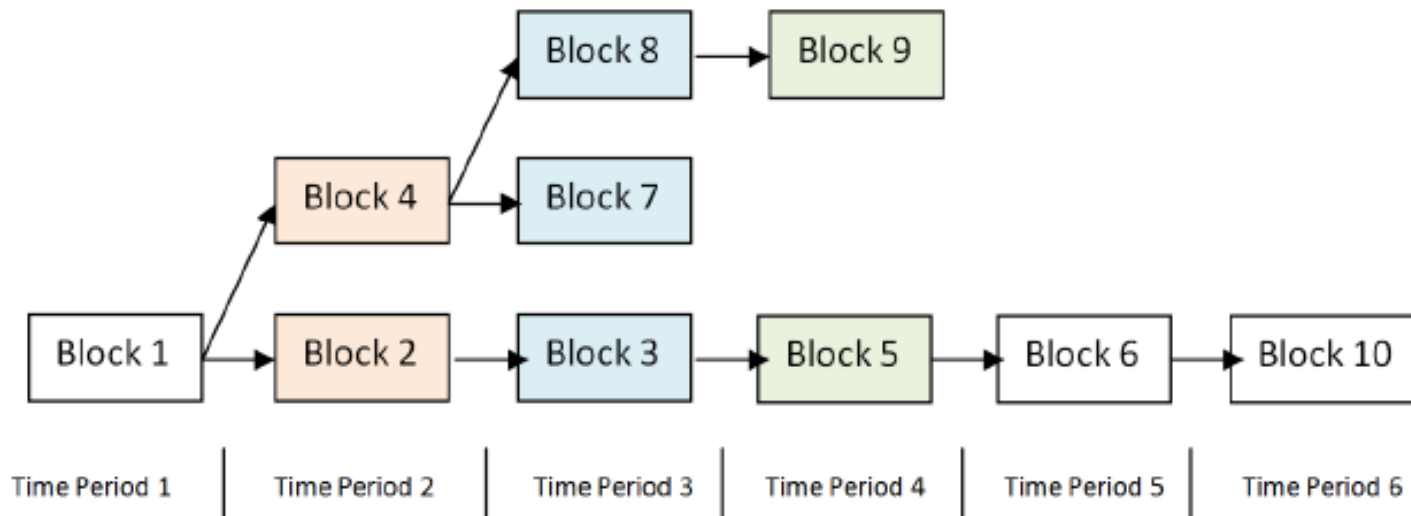 Block 8
Block 9
Block 4
Block 7
Block 1
Block 2
Block 3
Block 5
Block 6
Block 10
Time Period 1
Time Period 2
Time Period 3
Time Period 4
Time Period 5
Time Period 6